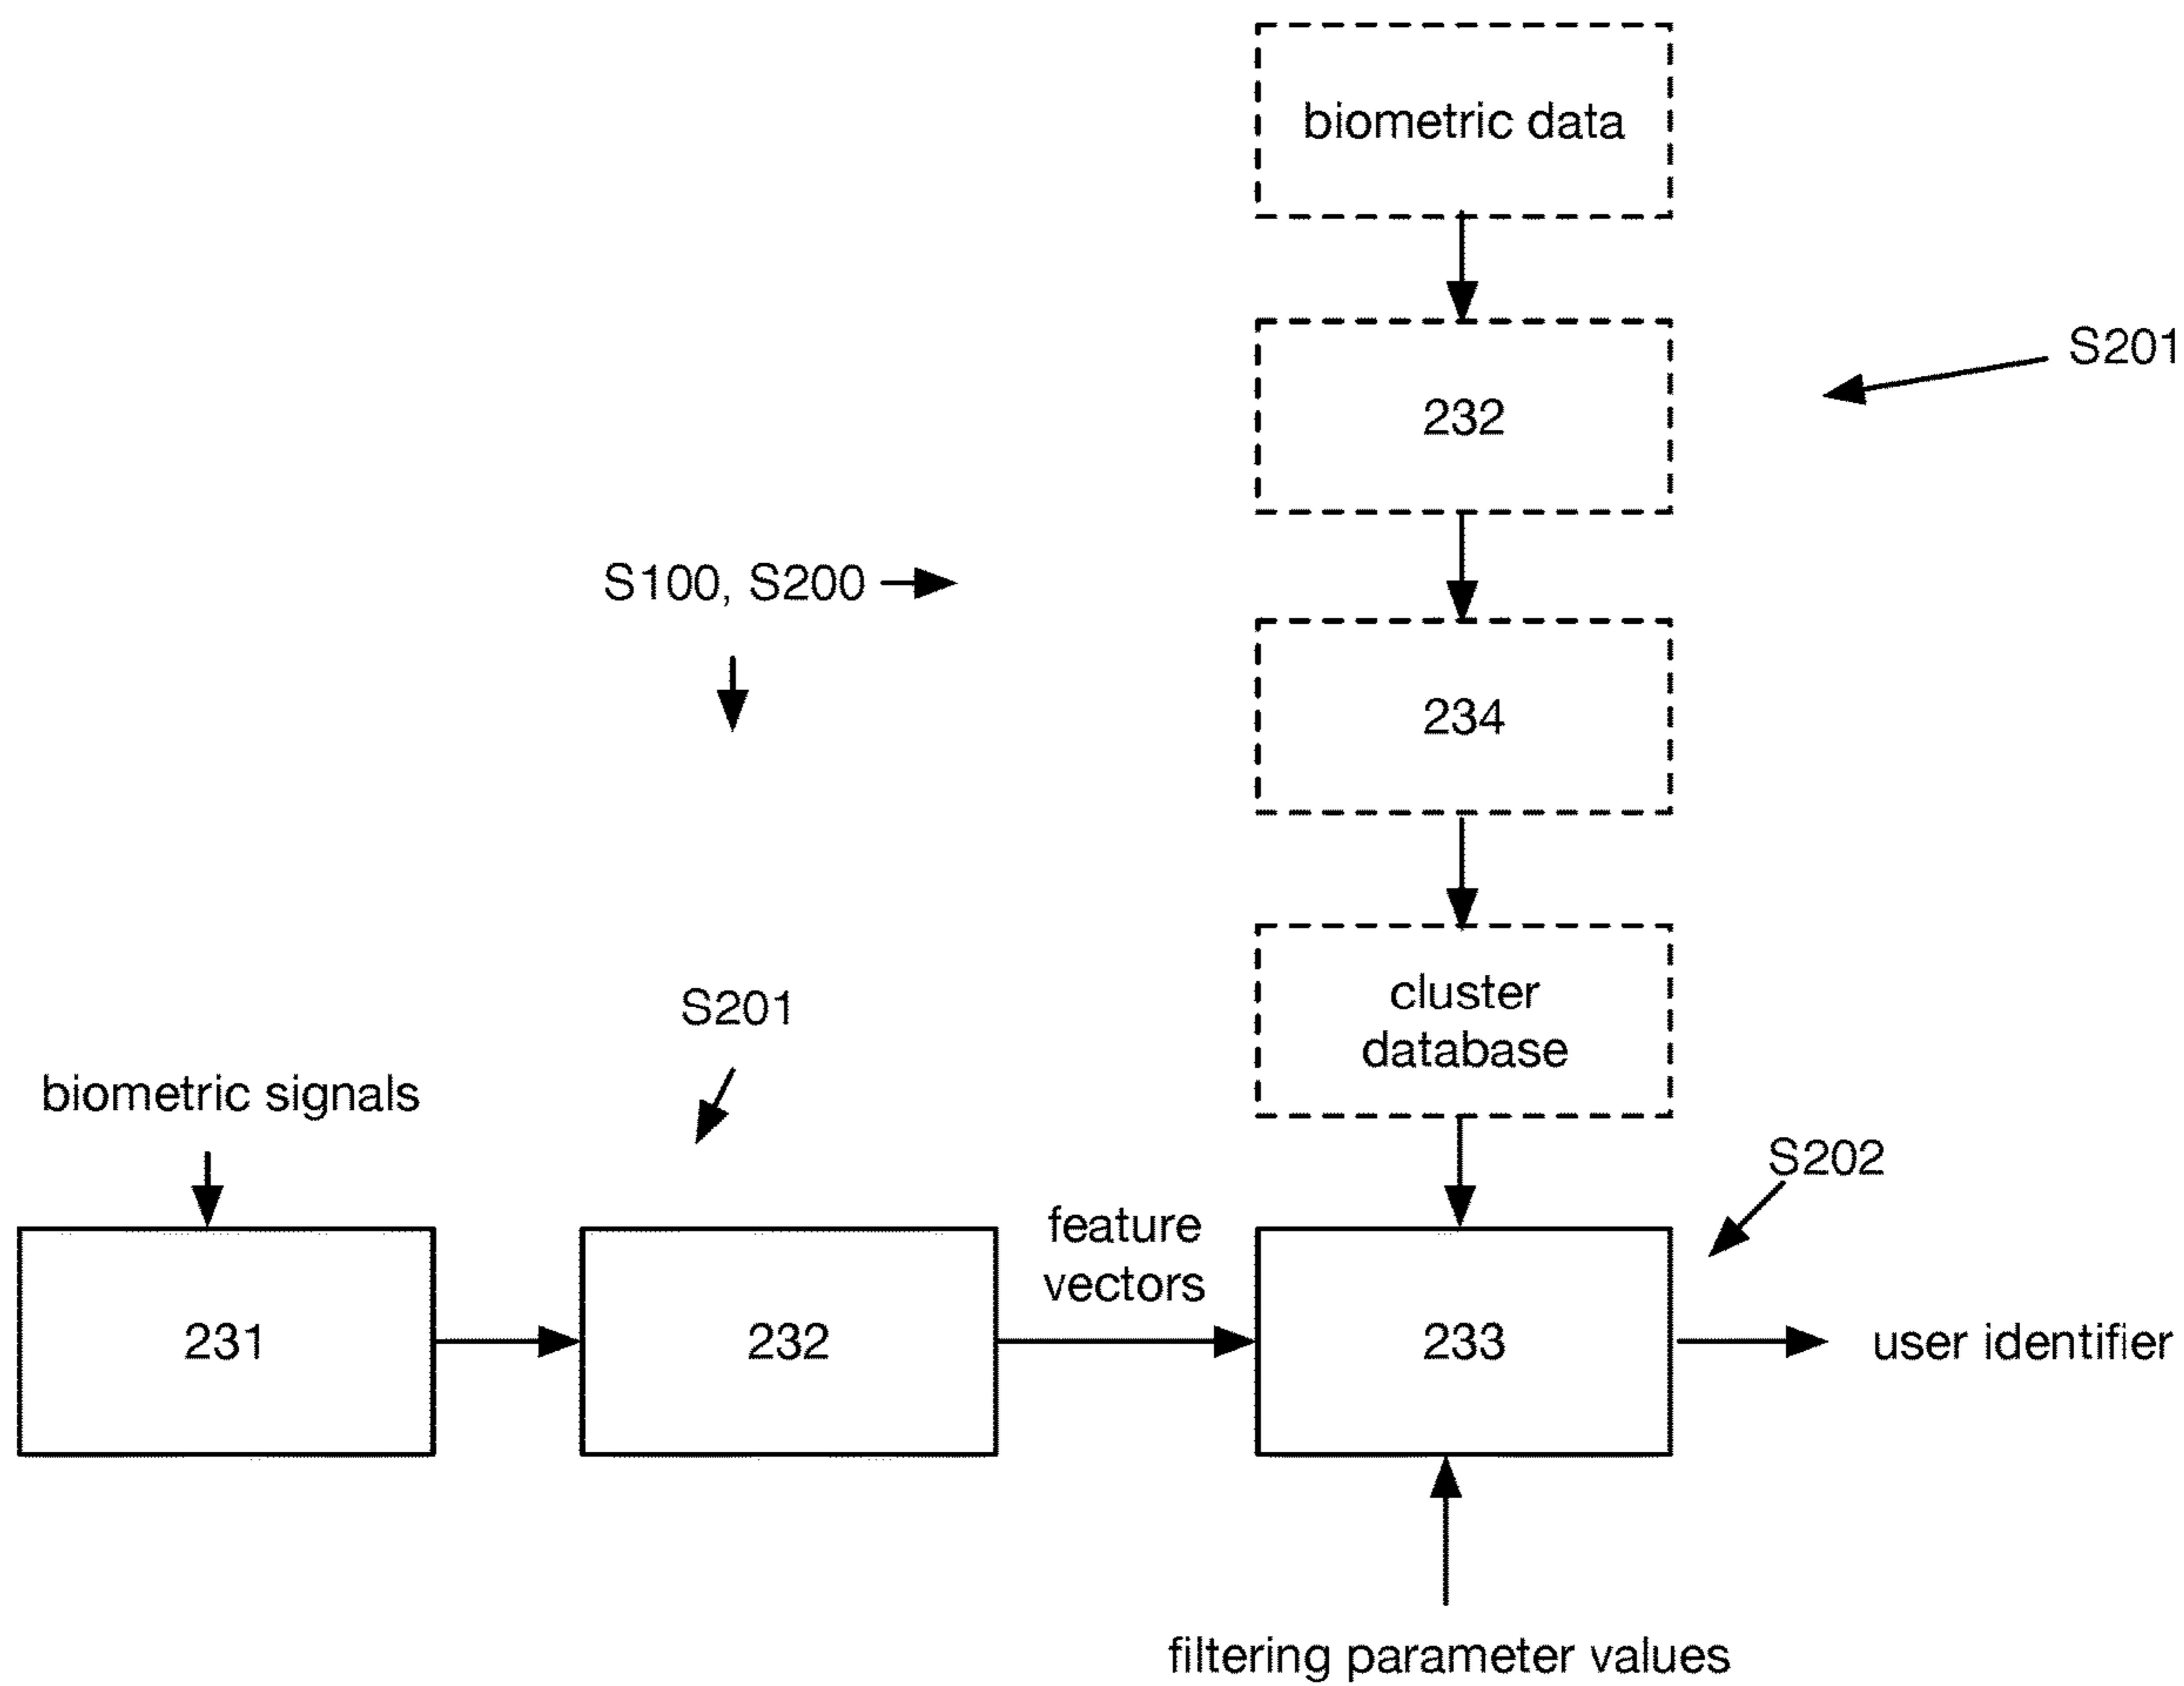 biometric data
S201
232
S100, S200
234
cluster
database
S201
biometric signals
S202
feature
vectors
231
232
233
user identifier
filtering parameter values